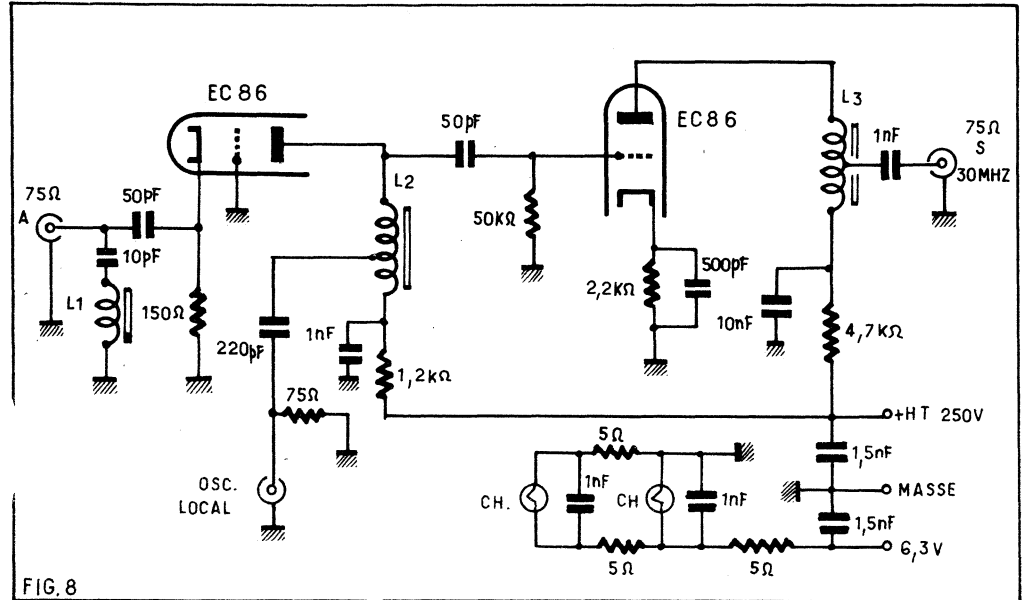 EC 86
50pF
EC 86
L3
1nF
75Ω
S
30MHZ
75Ω
A
50pF
L2
50KΩ
10pF
L1
150Ω
220pF
1nF
1,2KΩ
75Ω
2,2KΩ
500pF
10nF
4,7KΩ
+HT 250V
5Ω
1,5nF
OSC.
LOCAL
CH.
1nF
CH
1nF
MASSE
1,5nF
6,3V
5Ω
5Ω
FIG. 8